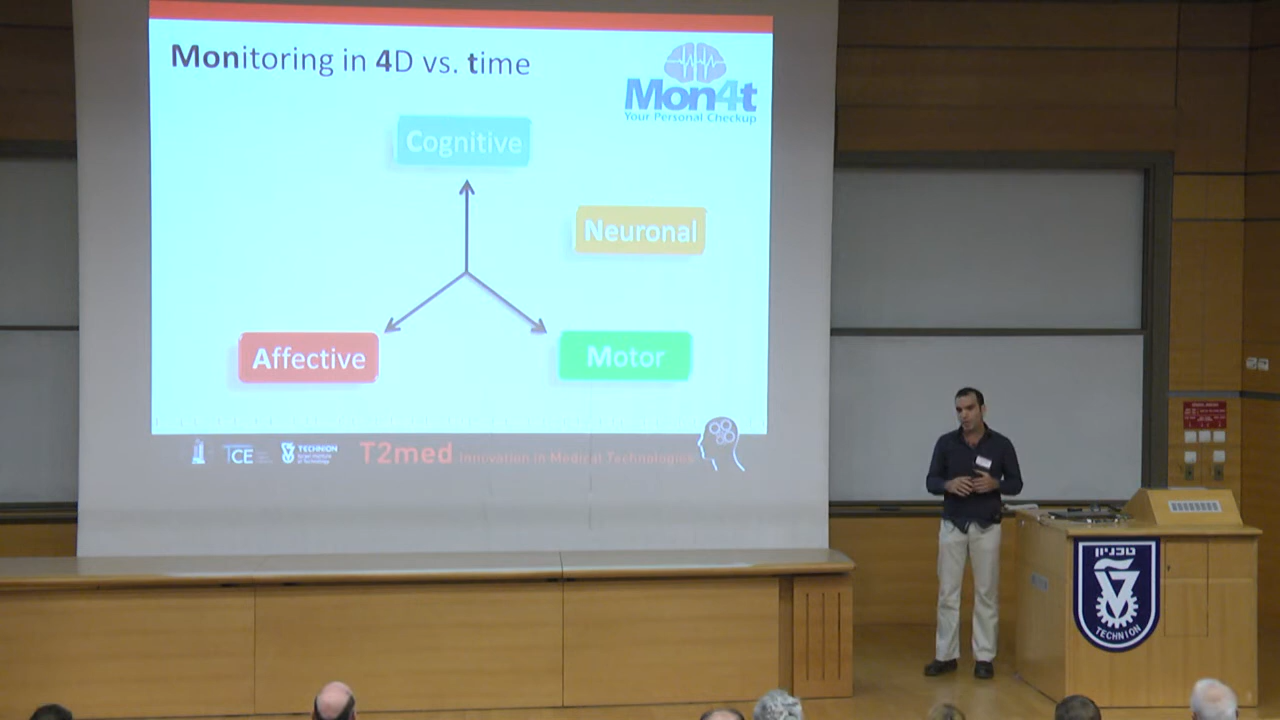 Monitoring in 4D vs. time
Mon4t
Your Personal Checkup
Cognitive
Neuronal
Affective
Motor
TCE
TECHNION
T2med Innovation in Medical Technologies
טכניון
TECHNION